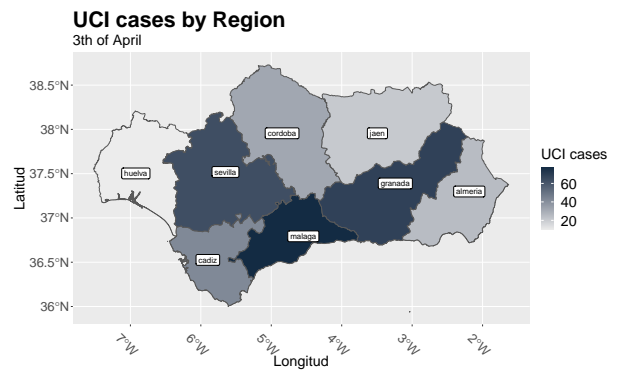 UCI cases by Region
3th of April
38.5°N
38°N
37.5°N
37°N
36.5°N
36°N
Latitud
huelva
sevilla
cordoba
jaen
granada
almeria
malaga
cadiz
7°W
6°W
5°W
4°W
3°W
2°W
Longitud
UCI cases
60
40
20